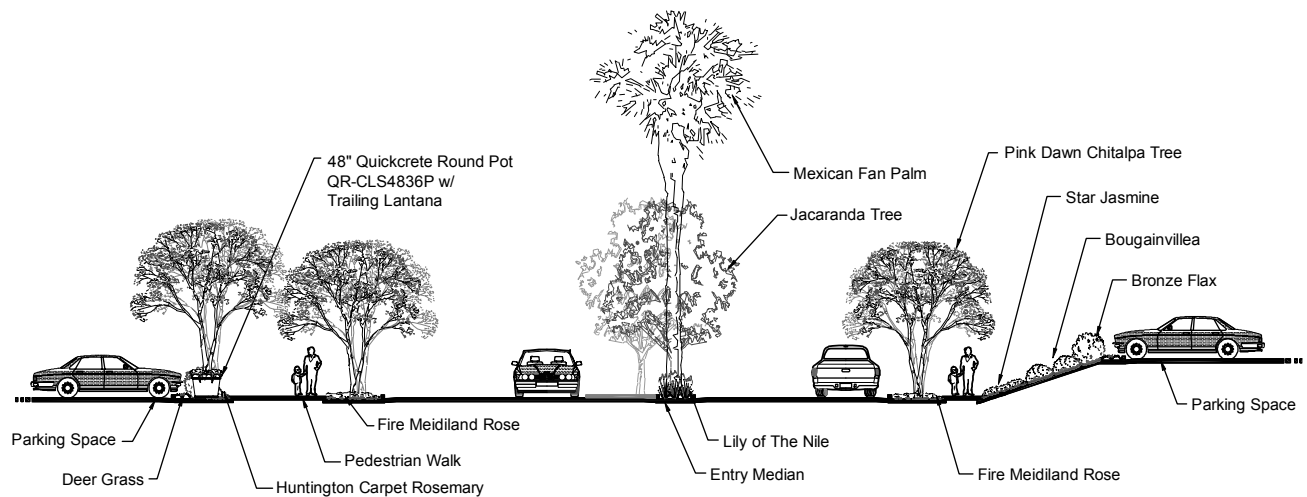 48" Quickcrete Round Pot
QR-CLS4836P w/
Trailing Lantana
Mexican Fan Palm
Jacaranda Tree
Pink Dawn Chitalpa Tree
Star Jasmine
Bougainvillea
Bronze Flax
Parking Space
Deer Grass
Huntington Carpet Rosemary
Pedestrian Walk
Fire Meidiland Rose
Lily of The Nile
Entry Median
Fire Meidiland Rose
Parking Space